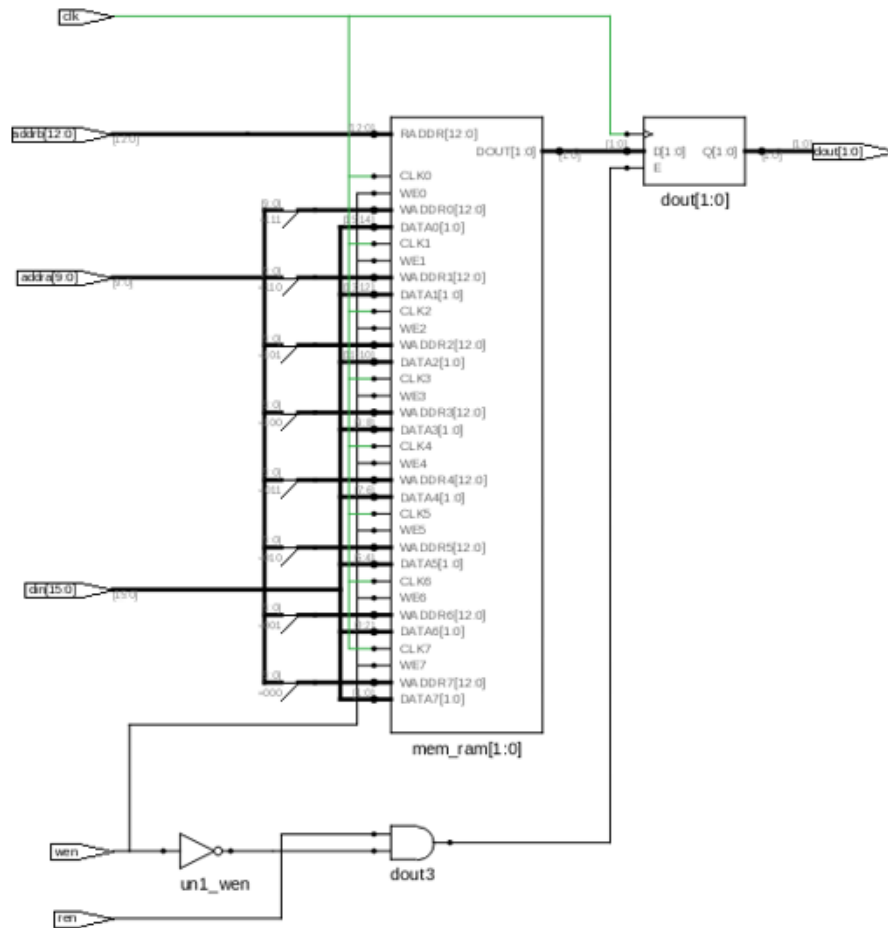 clk
addrb[12:0]
[12:0]
[12:0]
RADDR[12:0]
DOUT[1:0]
[1:0]
[1:0]
D[1:0]
Q[1:0]
E
[1:0]
[1:0]
dout[1:0]
dout[1:0]
CLK0
WE0
[9:0]
111
WADDR0[12:0]
[15:14]
DATA0[1:0]
CLK1
WE1
addra[9:0]
[9:0]
WADDR1[12:0]
DATA1[1:0]
CLK2
WE2
WADDR2[12:0]
DATA2[1:0]
CLK3
WE3
WADDR3[12:0]
DATA3[1:0]
CLK4
WE4
WADDR4[12:0]
DATA4[1:0]
CLK5
WE5
WADDR5[12:0]
DATA5[1:0]
CLK6
din[15:0]
[15:0]
WE6
WADDR6[12:0]
DATA6[1:0]
CLK7
WE7
WADDR7[12:0]
DATA7[1:0]
mem_ram[1:0]
wen
un1_wen
dout3
ren